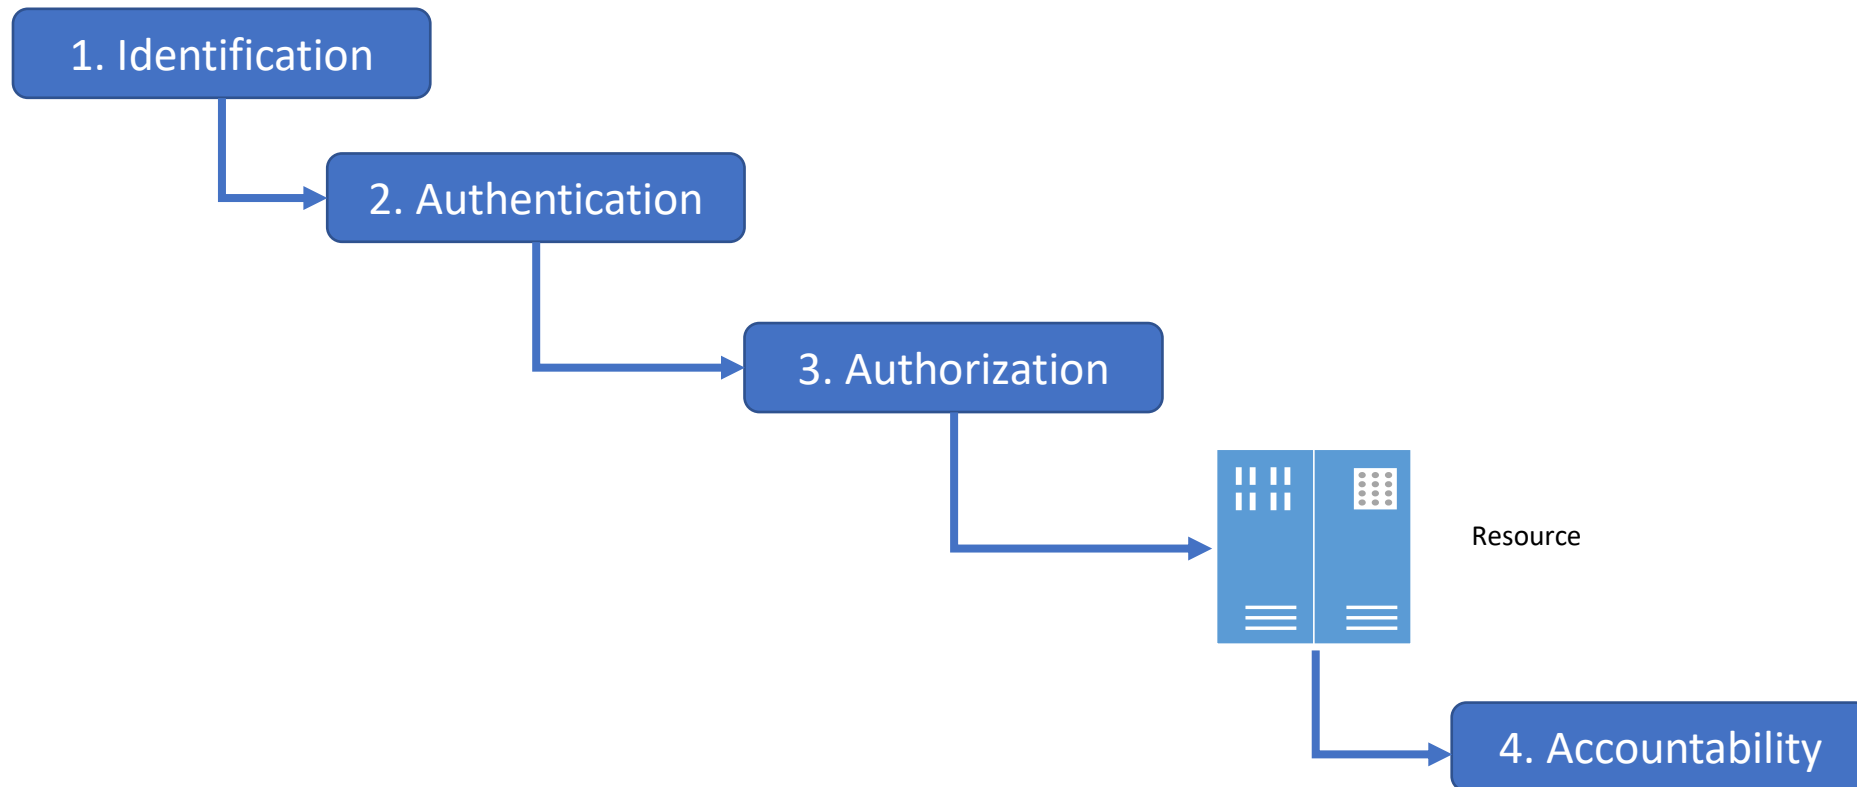 1. Identification
2. Authentication
3. Authorization
Resource
4. Accountability